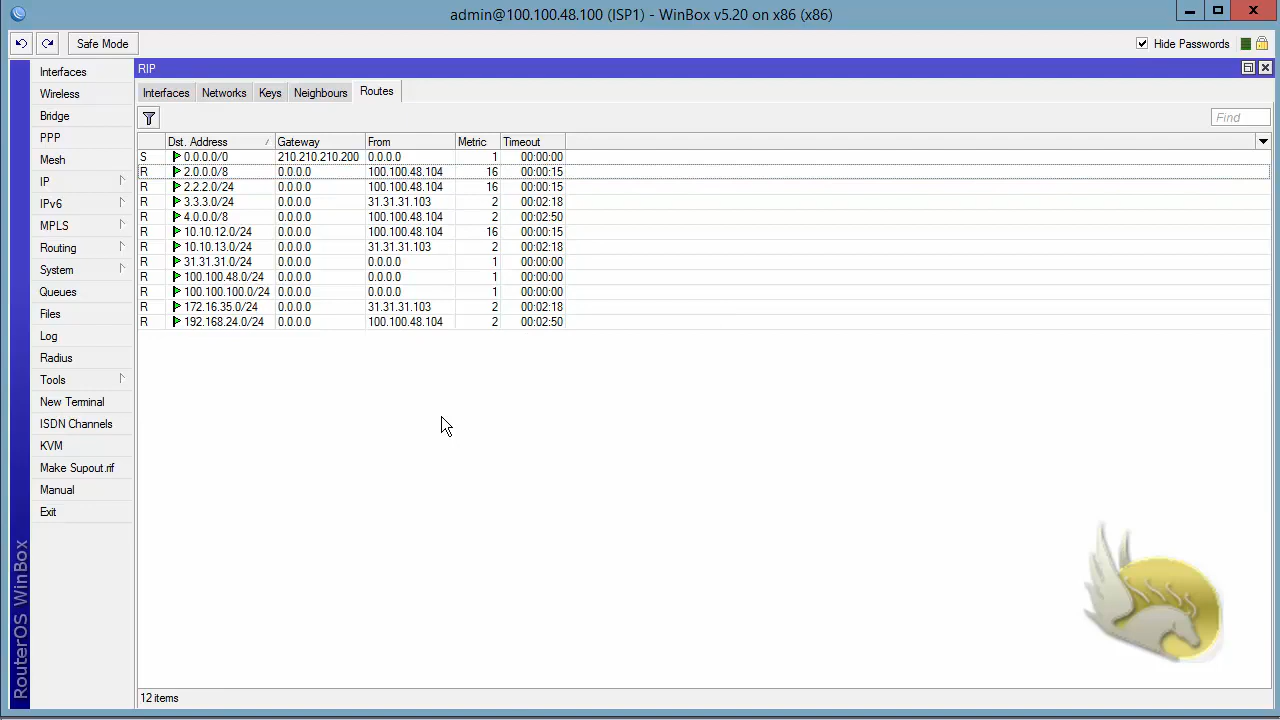 admin@100.100.48.100 (ISP1) - WinBox v5.20 on x86 (x86)
Safe Mode
Hide Passwords
Interfaces
Wireless
Bridge
PPP
Mesh
IP
IPv6
MPLS
Routing
System
Queues
Files
Log
Radius
Tools
New Terminal
ISDN Channels
KVM
Make Supout.rif
Manual
Exit
RouterOS WinBox
RIP
Interfaces Networks Keys Neighbours Routes
Find
Dst. Address Gateway From Metric Timeout
S 0.0.0.0/0 210.210.210.200 0.0.0.0 1 00:00:00
R 2.0.0.0/8 0.0.0.0 100.100.48.104 16 00:00:15
R 2.2.2.0/24 0.0.0.0 100.100.48.104 16 00:00:15
R 3.3.3.0/24 0.0.0.0 31.31.31.103 2 00:02:18
R 4.0.0.0/8 0.0.0.0 100.100.48.104 2 00:02:50
R 10.10.12.0/24 0.0.0.0 100.100.48.104 16 00:00:15
R 10.10.13.0/24 0.0.0.0 31.31.31.103 2 00:02:18
R 31.31.31.0/24 0.0.0.0 0.0.0.0 1 00:00:00
R 100.100.48.0/24 0.0.0.0 0.0.0.0 1 00:00:00
R 100.100.100.0/24 0.0.0.0 0.0.0.0 1 00:00:00
R 172.16.35.0/24 0.0.0.0 31.31.31.103 2 00:02:18
R 192.168.24.0/24 0.0.0.0 100.100.48.104 2 00:02:50
12 items